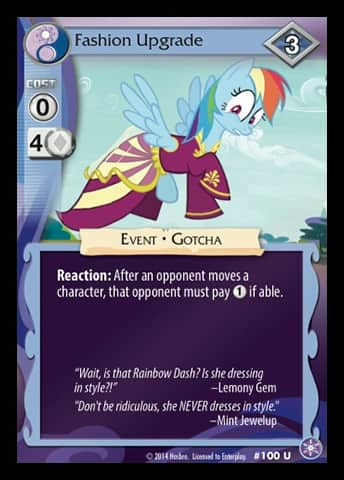 Fashion Upgrade
3
COST
0
4
EVENT • GOTCHA
Reaction: After an opponent moves a
character, that opponent must pay 1 if able.
"Wait, is that Rainbow Dash? Is she dressing
in style?!" –Lemony Gem
"Don't be ridiculous, she NEVER dresses in style."
–Mint Jewelup
© 2014 Hasbro. Licensed to Enterplay. #100 U